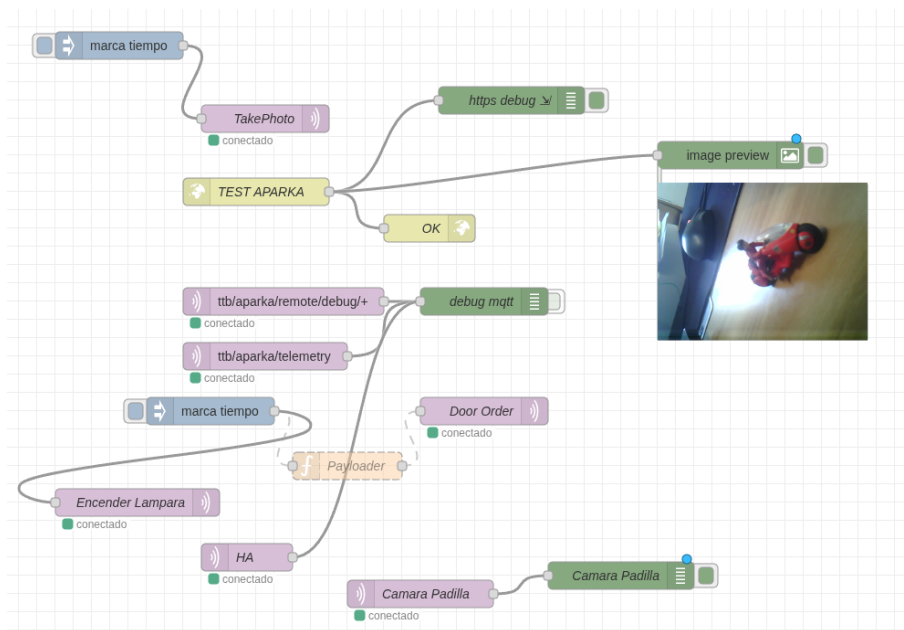 marca tiempo
https debug ⇲
TakePhoto
conectado
image preview
TEST APARKA
OK
ttb/aparka/remote/debug/+
debug mqtt
conectado
ttb/aparka/telemetry
conectado
marca tiempo
Door Order
conectado
Payloader
Encender Lampara
conectado
HA
conectado
Camara Padilla
Camara Padilla
conectado